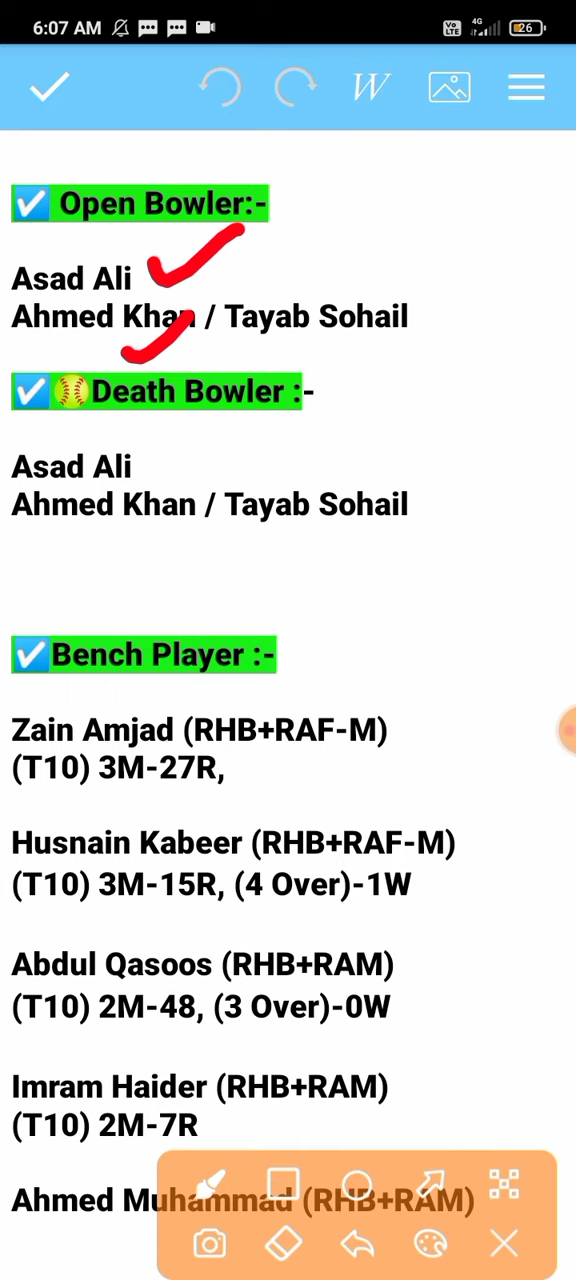 6:07 AM
Vo LTE 4G 26
W
Open Bowler:-
Asad Ali
Ahmed Khan / Tayab Sohail
Death Bowler :-
Asad Ali
Ahmed Khan / Tayab Sohail
Bench Player :-
Zain Amjad (RHB+RAF-M)
(T10) 3M-27R,
Husnain Kabeer (RHB+RAF-M)
(T10) 3M-15R, (4 Over)-1W
Abdul Qasoos (RHB+RAM)
(T10) 2M-48, (3 Over)-0W
Imram Haider (RHB+RAM)
(T10) 2M-7R
Ahmed Muhammad (RHB+RAM)